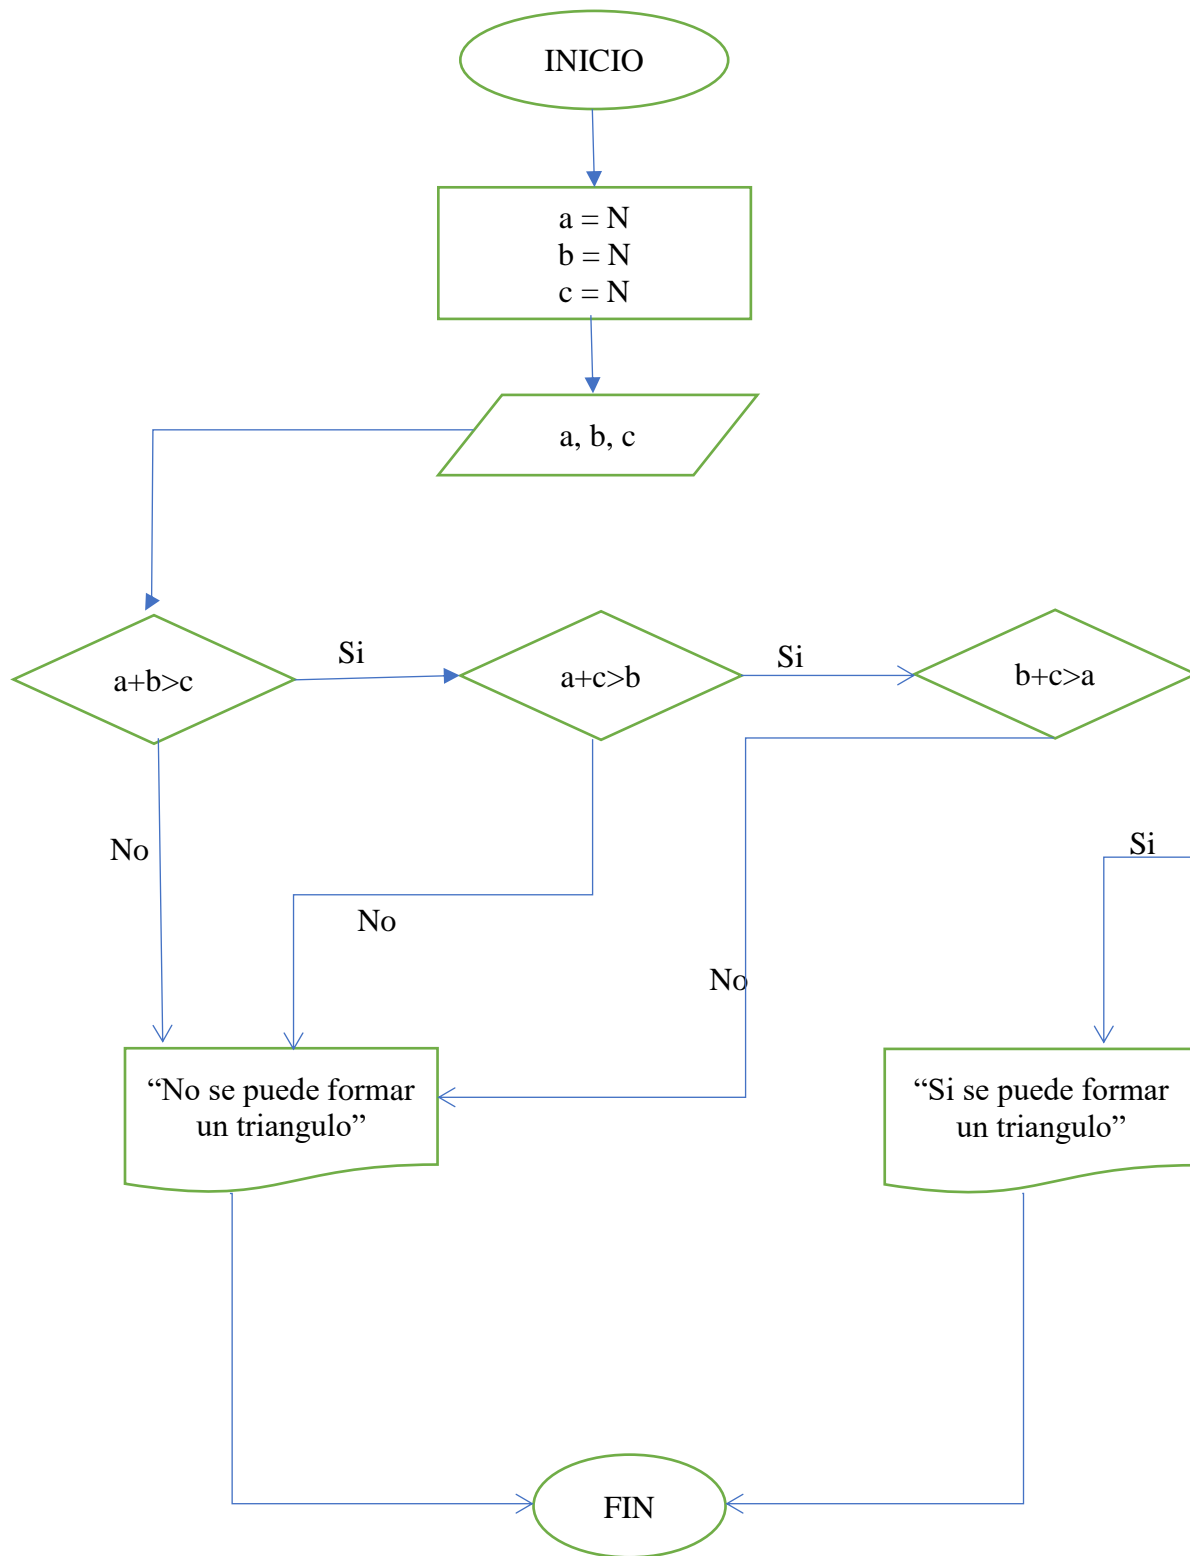 INICIO
a = N
b = N
c = N
a, b, c
a+b>c
Si
a+c>b
Si
b+c>a
No
No
No
Si
“No se puede formar
un triangulo”
“Si se puede formar
un triangulo”
FIN